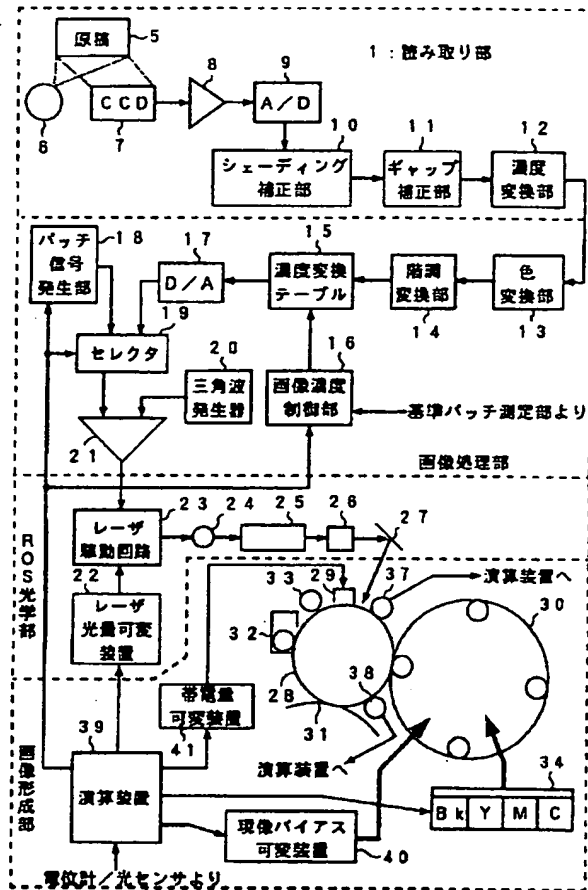 原稿
5
1:読み取り部
6
CCD
7
8
9
A/D
10
シェーディング
補正部
11
ギャップ
補正部
12
濃度
変換部
18
パッチ
信号
発生部
17
D/A
15
濃度変換
テーブル
階調
変換部
14
色
変換部
13
19
セレクタ
20
三角波
発生器
16
画像濃度
制御部
基準パッチ測定部より
21
画像処理部
ROS光学部
レーザ
駆動回路
23
24
25
26
27
22
レーザ
光量可変
装置
33
29
37
演算装置へ
30
32
28
38
31
帯電量
可変装置
41
演算装置へ
画像形成部
39
演算装置
34
Bk
Y
M
C
現像バイアス
可変装置
40
電位計/光センサより